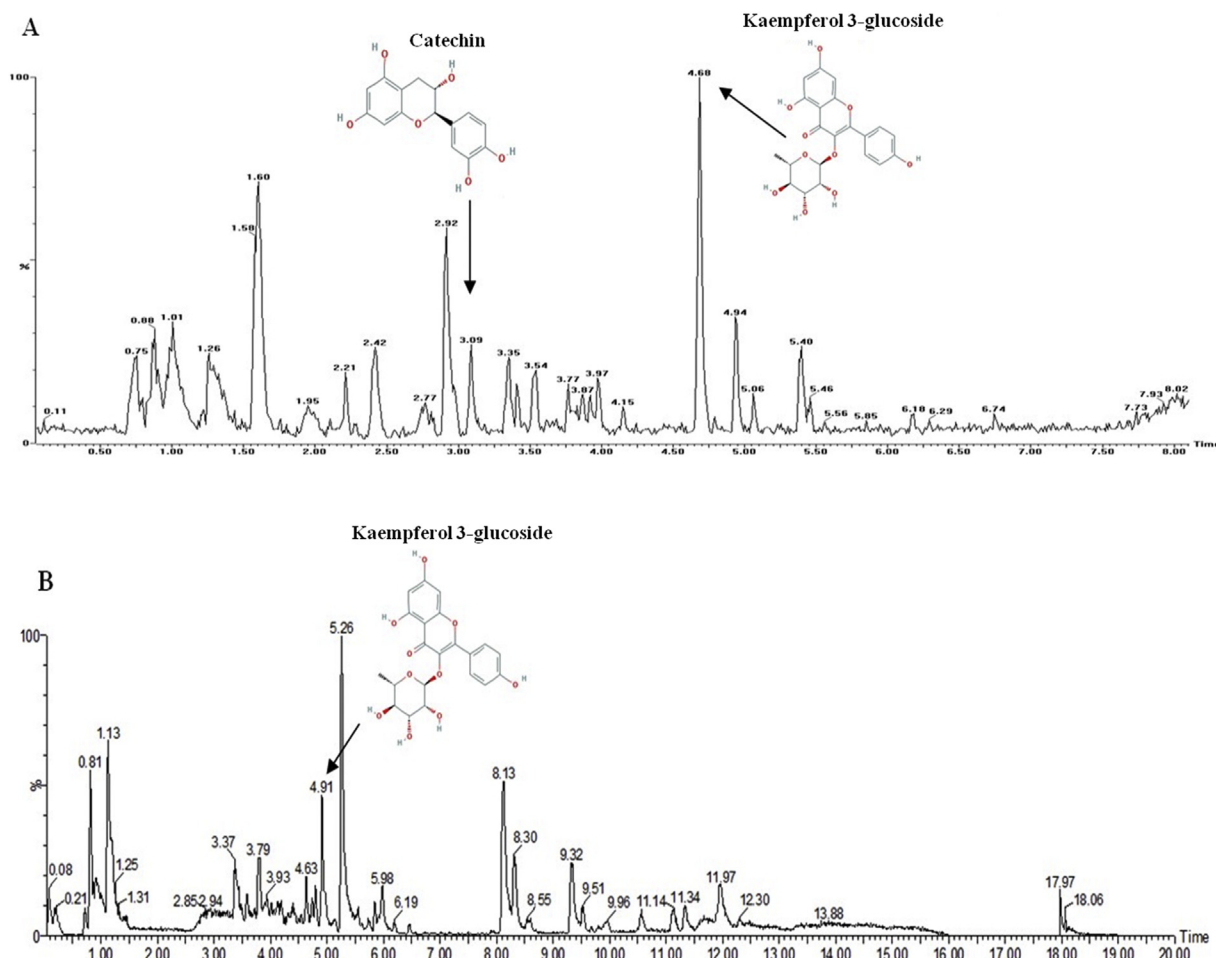 A
Catechin
Kaempferol 3-glucoside
100
%
0
0.11
0.75
0.88
1.01
1.26
1.58
1.60
1.95
2.21
2.42
2.77
2.92
3.09
3.35
3.54
3.77
3.87
3.97
4.15
4.68
4.94
5.06
5.40
5.46
5.56
5.85
6.18
6.29
6.74
7.73
7.93
8.02
Time
0.50 1.00 1.50 2.00 2.50 3.00 3.50 4.00 4.50 5.00 5.50 6.00 6.50 7.00 7.50 8.00
H O
O H
H O
O
O H
O H
H O
O
H O
O
O
O H
O
H O
H O
O H
O H
Kaempferol 3-glucoside
B
H O
H O
O
O
O
O H
O
H O
H O
O H
O H
100
%
0
0.08
0.21
0.81
1.13
1.25
1.31
2.85
2.94
3.37
3.79
3.93
4.63
4.91
5.26
5.98
6.19
8.13
8.30
8.55
9.32
9.51
9.96
11.14
11.34
11.97
12.30
13.88
17.97
18.06
Time
1.00 2.00 3.00 4.00 5.00 6.00 7.00 8.00 9.00 10.00 11.00 12.00 13.00 14.00 15.00 16.00 17.00 18.00 19.00 20.00